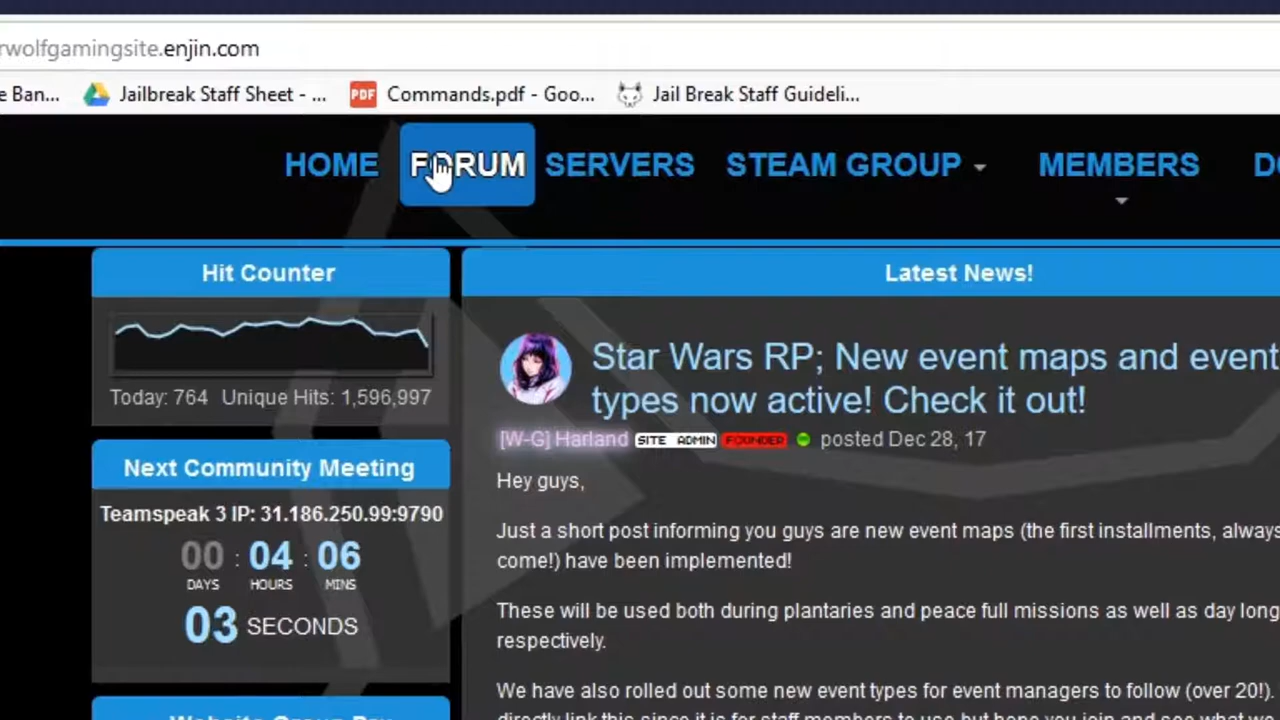 rwolfgamingsite.enjin.com
e Ban... Jailbreak Staff Sheet - ... PDF Commands.pdf - Goo... Jail Break Staff Guideli...
HOME FORUM SERVERS STEAM GROUP MEMBERS
Hit Counter
Today: 764 Unique Hits: 1,596,997
Next Community Meeting
Teamspeak 3 IP: 31.186.250.99:9790
00 : 04 : 06
DAYS HOURS MINS
03 SECONDS
Latest News!
Star Wars RP; New event maps and event
types now active! Check it out!
[W-G] Harland SITE ADMIN FOUNDER posted Dec 28, 17
Hey guys,
Just a short post informing you guys are new event maps (the first installments, always
come!) have been implemented!
These will be used both during plantaries and peace full missions as well as day long
respectively.
We have also rolled out some new event types for event managers to follow (over 20!).